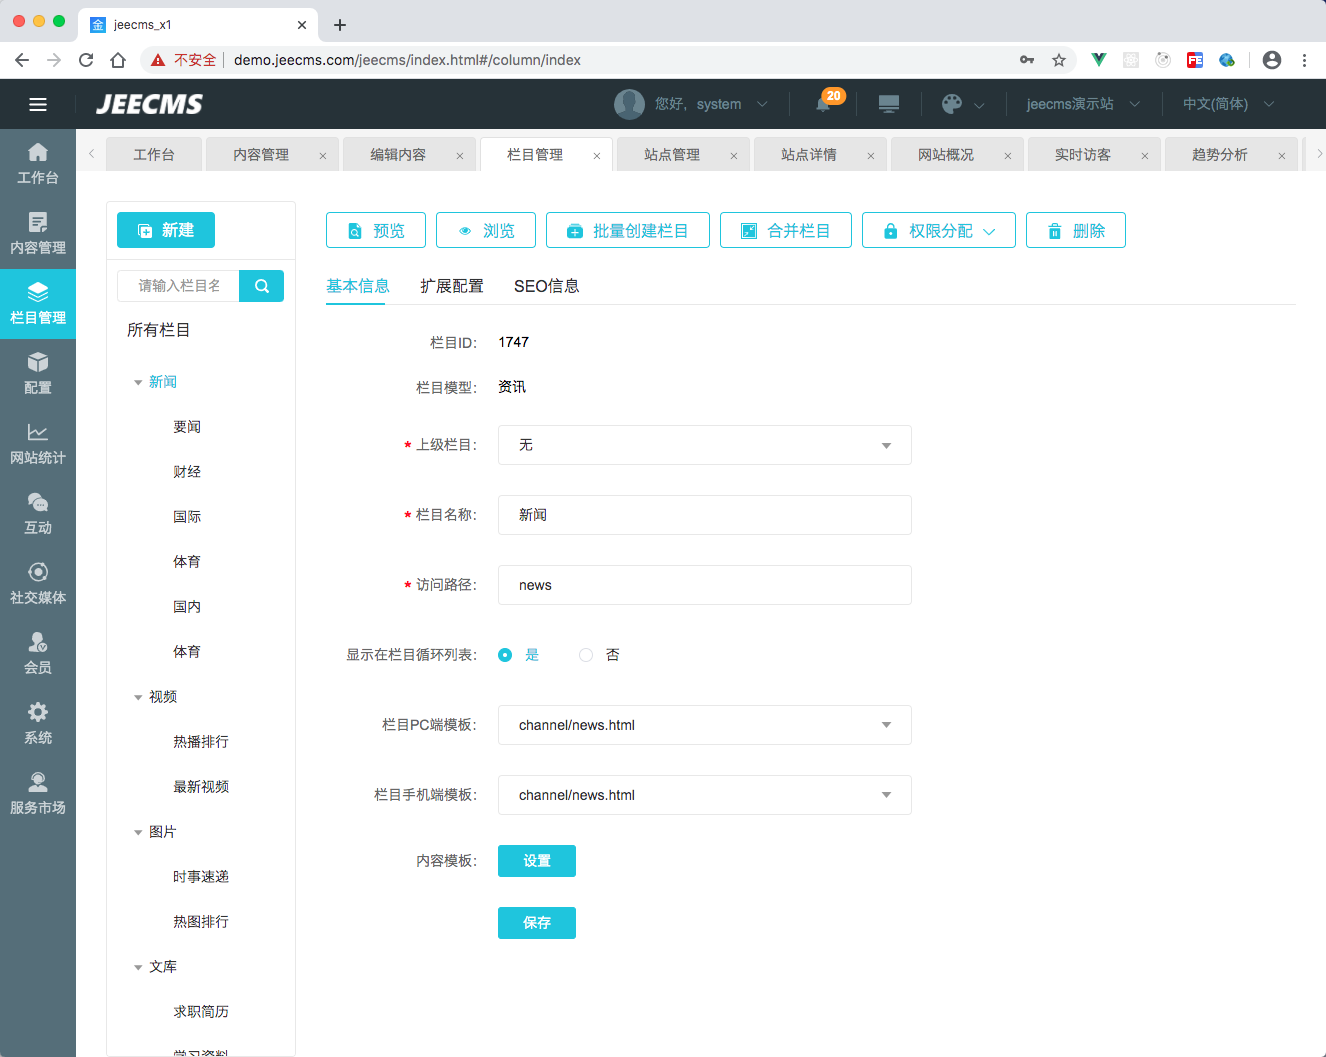 金 jeecms_x1
不安全 demo.jeecms.com/jeecms/index.html#/column/index
FE
JEECMS 您好，system 20 jeecms演示站 中文(简体)
工作台 内容管理 编辑内容 栏目管理 站点管理 站点详情 网站概况 实时访客 趋势分析
工作台
内容管理
栏目管理
配置
网站统计
互动
社交媒体
会员
系统
服务市场
新建
请输入栏目名
所有栏目
新闻
要闻
财经
国际
体育
国内
体育
视频
热播排行
最新视频
图片
时事速递
热图排行
文库
求职简历
学习资料
预览 浏览 批量创建栏目 合并栏目 权限分配 删除
基本信息 扩展配置 SEO信息
栏目ID: 1747
栏目模型: 资讯
* 上级栏目: 无
* 栏目名称: 新闻
* 访问路径: news
显示在栏目循环列表: 是 否
栏目PC端模板: channel/news.html
栏目手机端模板: channel/news.html
内容模板: 设置
保存